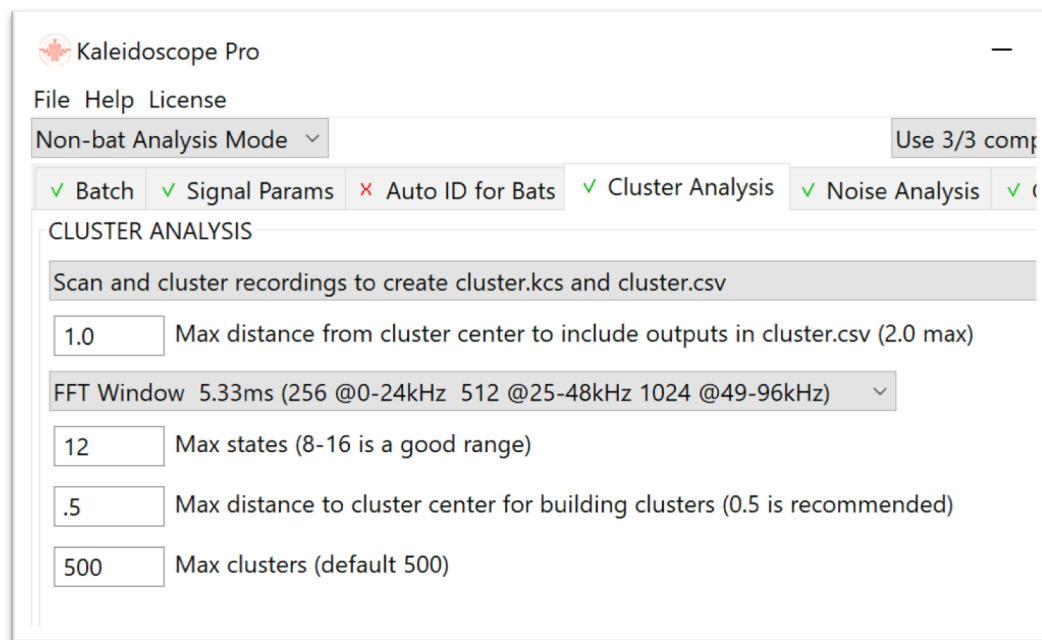 Kaleidoscope Pro
File Help License
Non-bat Analysis Mode
Use 3/3 comp
Batch Signal Params Auto ID for Bats Cluster Analysis Noise Analysis
CLUSTER ANALYSIS
Scan and cluster recordings to create cluster.kcs and cluster.csv
1.0 Max distance from cluster center to include outputs in cluster.csv (2.0 max)
FFT Window 5.33ms (256 @0-24kHz 512 @25-48kHz 1024 @49-96kHz)
12 Max states (8-16 is a good range)
.5 Max distance to cluster center for building clusters (0.5 is recommended)
500 Max clusters (default 500)